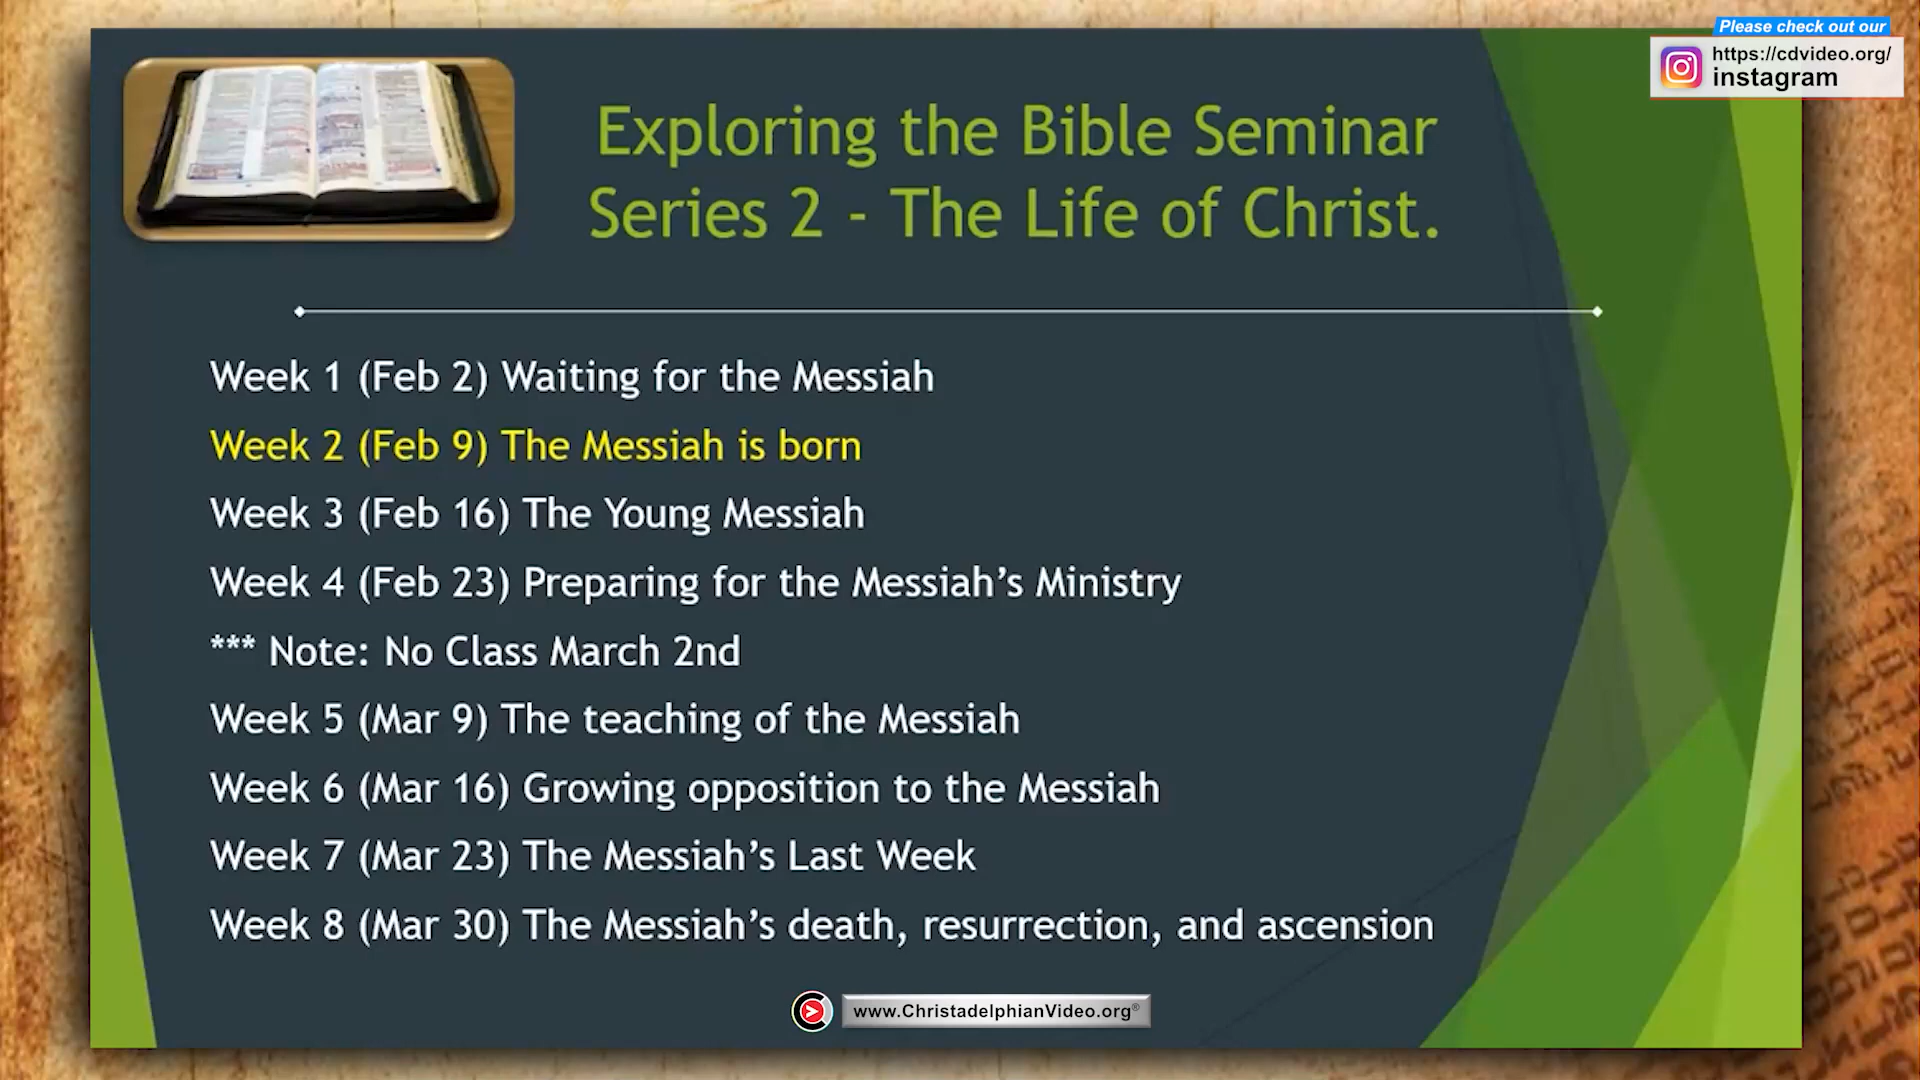 Please check out our
https://cdvideo.org/
instagram
Exploring the Bible Seminar
Series 2 - The Life of Christ.
Week 1 (Feb 2) Waiting for the Messiah
Week 2 (Feb 9) The Messiah is born
Week 3 (Feb 16) The Young Messiah
Week 4 (Feb 23) Preparing for the Messiah’s Ministry
*** Note: No Class March 2nd
Week 5 (Mar 9) The teaching of the Messiah
Week 6 (Mar 16) Growing opposition to the Messiah
Week 7 (Mar 23) The Messiah’s Last Week
Week 8 (Mar 30) The Messiah’s death, resurrection, and ascension
www.ChristadelphianVideo.org®